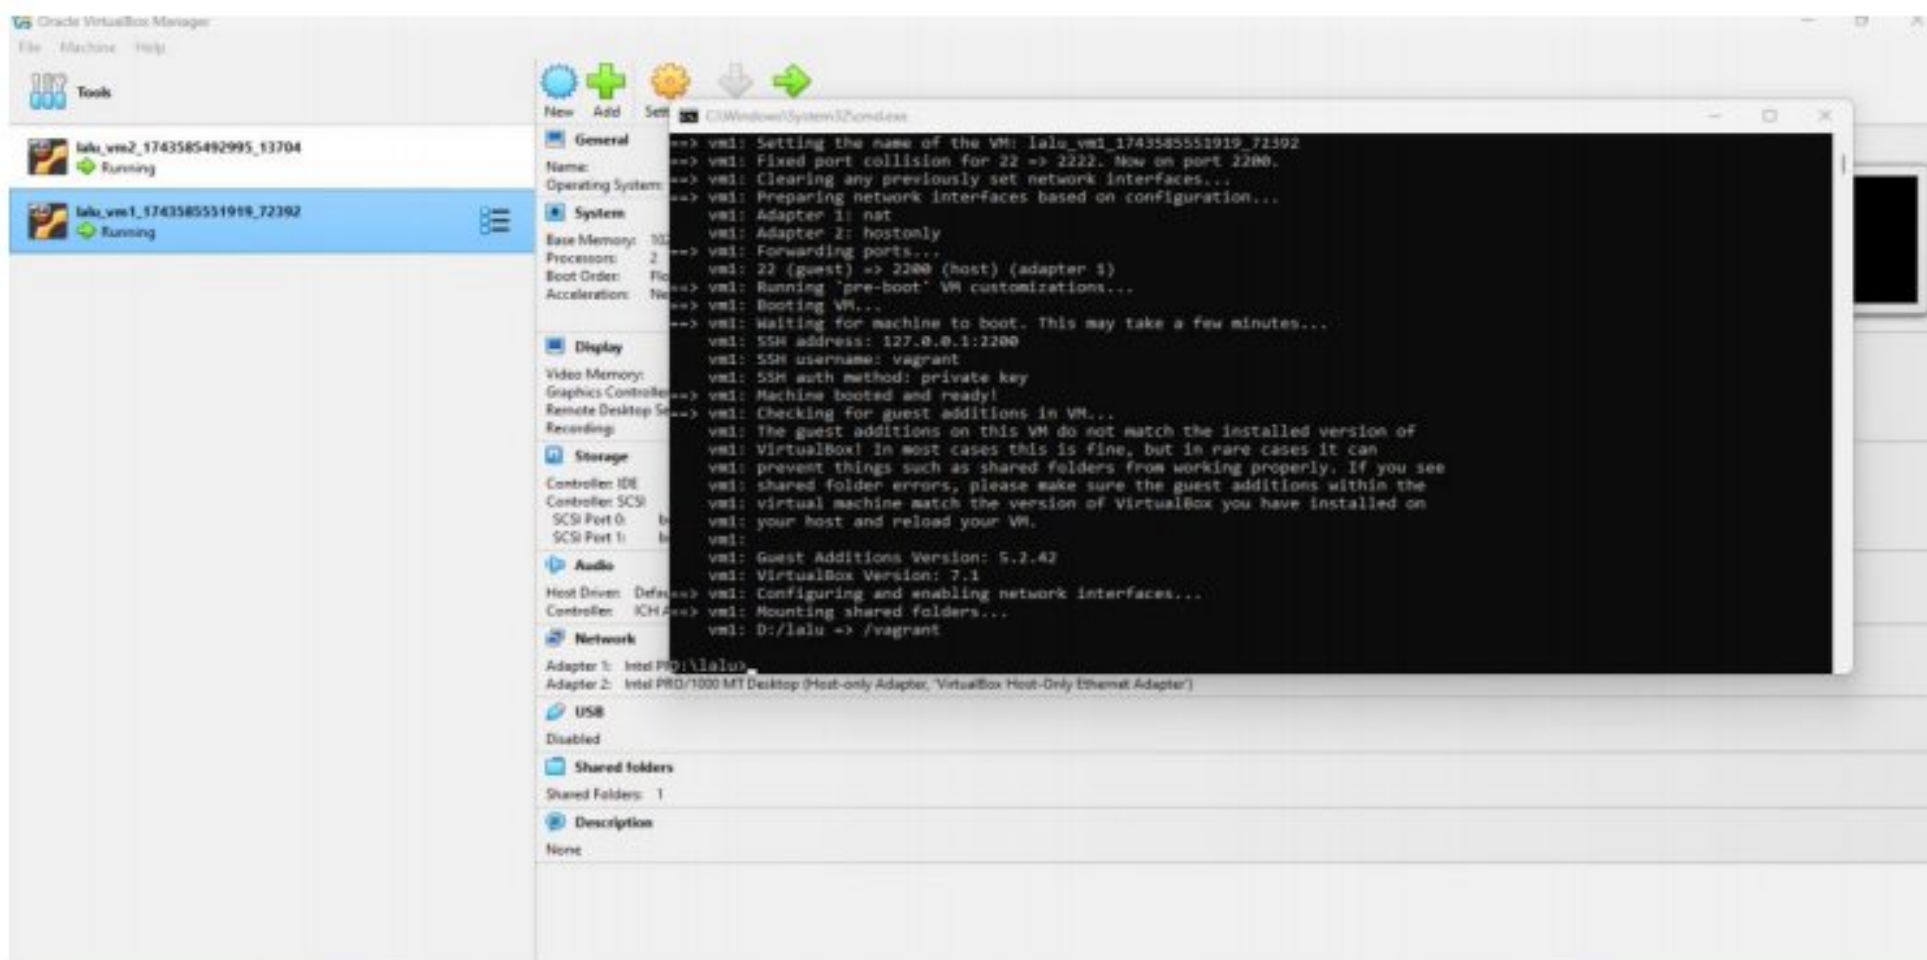 Oracle VirtualBox Manager
File Machine Help
Tools
lalu_vm2_1743585492995_13704
Running
lalu_vm1_1743585551919_72392
Running
New Add
General
Name:
Operating System:
System
Base Memory:
Processors: 2
Boot Order:
Acceleration:
Display
Video Memory:
Graphics Controller
Remote Desktop
Recording:
Storage
Controller: IDE
Controller: SCSI
SCSI Port 0:
SCSI Port 1:
Audio
Host Driver:
Controller: ICH
Network
Adapter 1: Intel
Adapter 2: Intel PRO/1000 MT Desktop (Host-only Adapter, 'VirtualBox Host-Only Ethernet Adapter')
USB
Disabled
Shared folders
Shared Folders: 1
Description
None
C:\Windows\System32\cmd.exe
==> vm1: Setting the name of the VM: lalu_vm1_1743585551919_72392
==> vm1: Fixed port collision for 22 => 2222. Now on port 2200.
==> vm1: Clearing any previously set network interfaces...
==> vm1: Preparing network interfaces based on configuration...
vm1: Adapter 1: nat
vm1: Adapter 2: hostonly
==> vm1: Forwarding ports...
vm1: 22 (guest) => 2200 (host) (adapter 1)
==> vm1: Running 'pre-boot' VM customizations...
==> vm1: Booting VM...
==> vm1: Waiting for machine to boot. This may take a few minutes...
vm1: SSH address: 127.0.0.1:2200
vm1: SSH username: vagrant
vm1: SSH auth method: private key
==> vm1: Machine booted and ready!
==> vm1: Checking for guest additions in VM...
vm1: The guest additions on this VM do not match the installed version of
vm1: VirtualBox! In most cases this is fine, but in rare cases it can
vm1: prevent things such as shared folders from working properly. If you see
vm1: shared folder errors, please make sure the guest additions within the
vm1: virtual machine match the version of VirtualBox you have installed on
vm1: your host and reload your VM.
vm1:
vm1: Guest Additions Version: 5.2.42
vm1: VirtualBox Version: 7.1
==> vm1: Configuring and enabling network interfaces...
==> vm1: Mounting shared folders...
vm1: D:/lalu => /vagrant
D:\lalu>